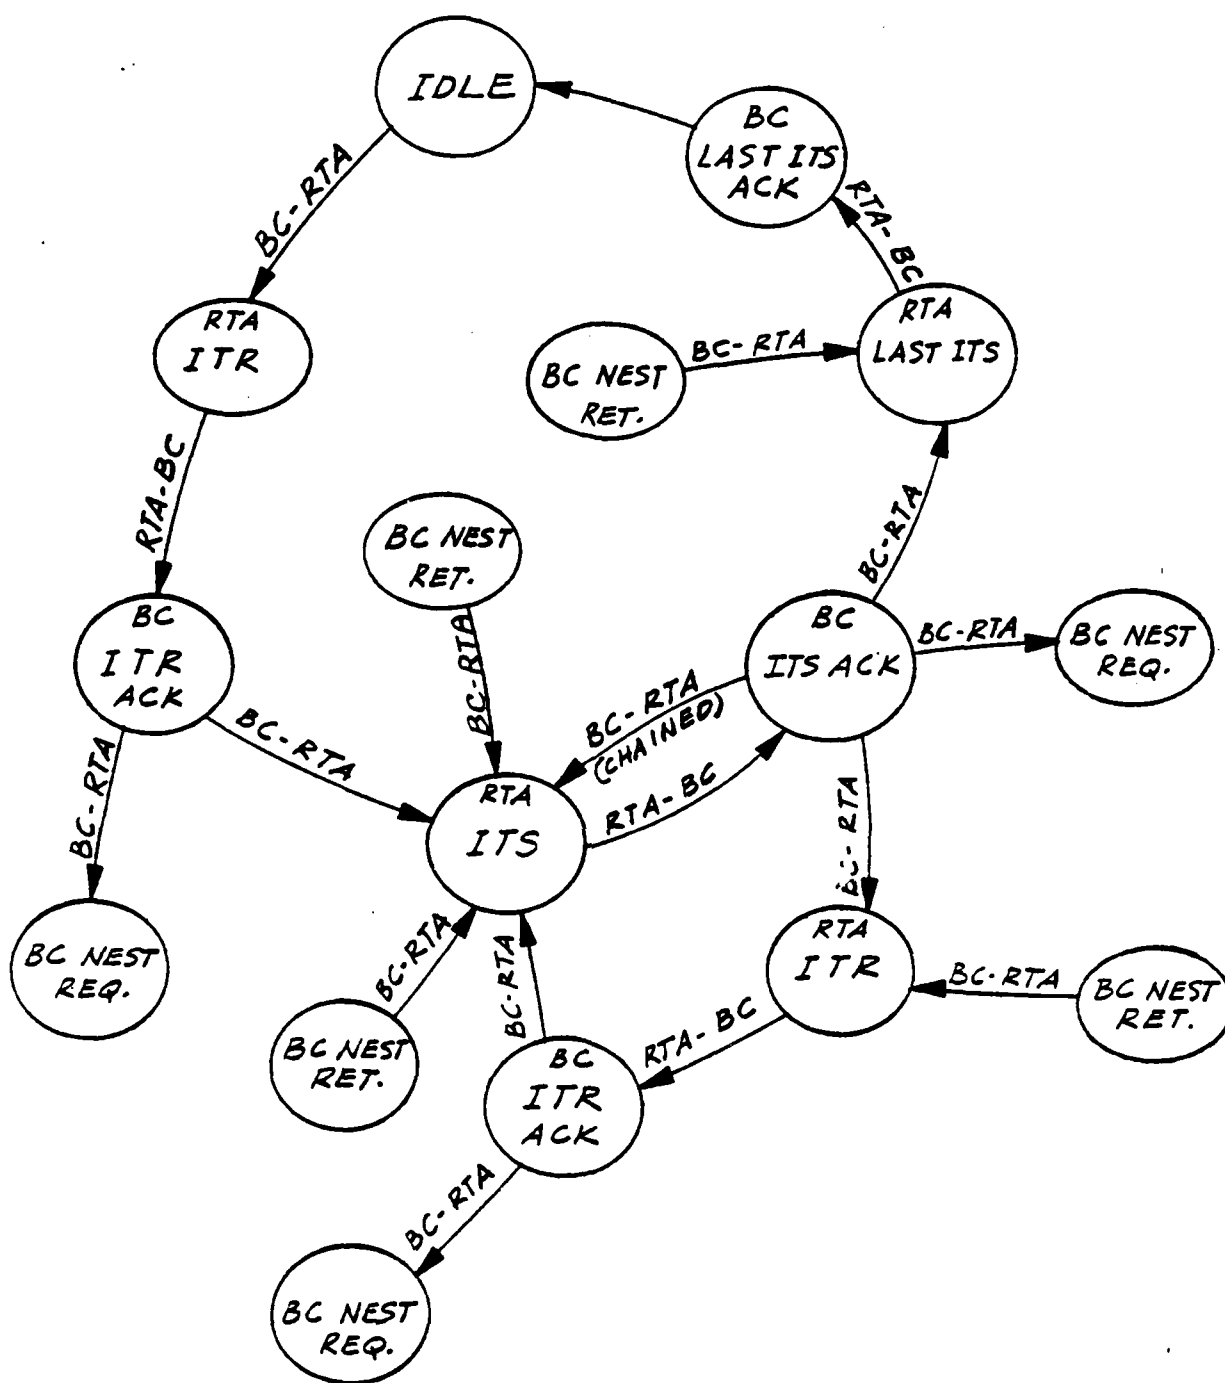 IDLE
BC
LAST ITS
ACK
BC-RTA
RTA-BC
RTA
ITR
RTA
LAST ITS
BC-RTA
BC NEST
RET.
RTA-BC
BC-RTA
BC NEST
RET.
BC
ITR
ACK
BC-RTA
BC
ITS ACK
BC-RTA
BC NEST
REQ.
BC-RTA
(CHAINED)
BC-RTA
RTA-BC
BC-RTA
RTA
ITS
BC-RTA
BC NEST
REQ.
BC-RTA
BC-RTA
RTA
ITR
BC-RTA
BC NEST
RET.
BC NEST
RET.
RTA-BC
BC
ITR
ACK
BC-RTA
BC NEST
REQ.